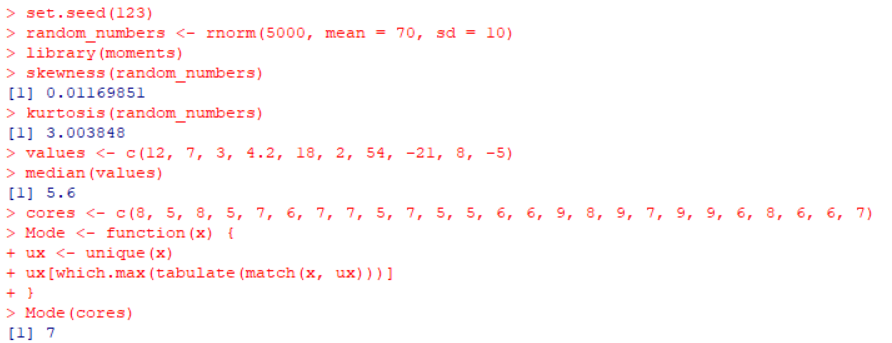 > set.seed(123)
> random_numbers <- rnorm(5000, mean = 70, sd = 10)
> library(moments)
> skewness(random_numbers)
[1] 0.01169851
> kurtosis(random_numbers)
[1] 3.003848
> values <- c(12, 7, 3, 4.2, 18, 2, 54, -21, 8, -5)
> median(values)
[1] 5.6
> cores <- c(8, 5, 8, 5, 7, 6, 7, 7, 5, 7, 5, 5, 6, 6, 9, 8, 9, 7, 9, 9, 6, 8, 6, 6, 7)
> Mode <- function(x) {
+ ux <- unique(x)
+ ux[which.max(tabulate(match(x, ux)))]
+ }
> Mode(cores)
[1] 7